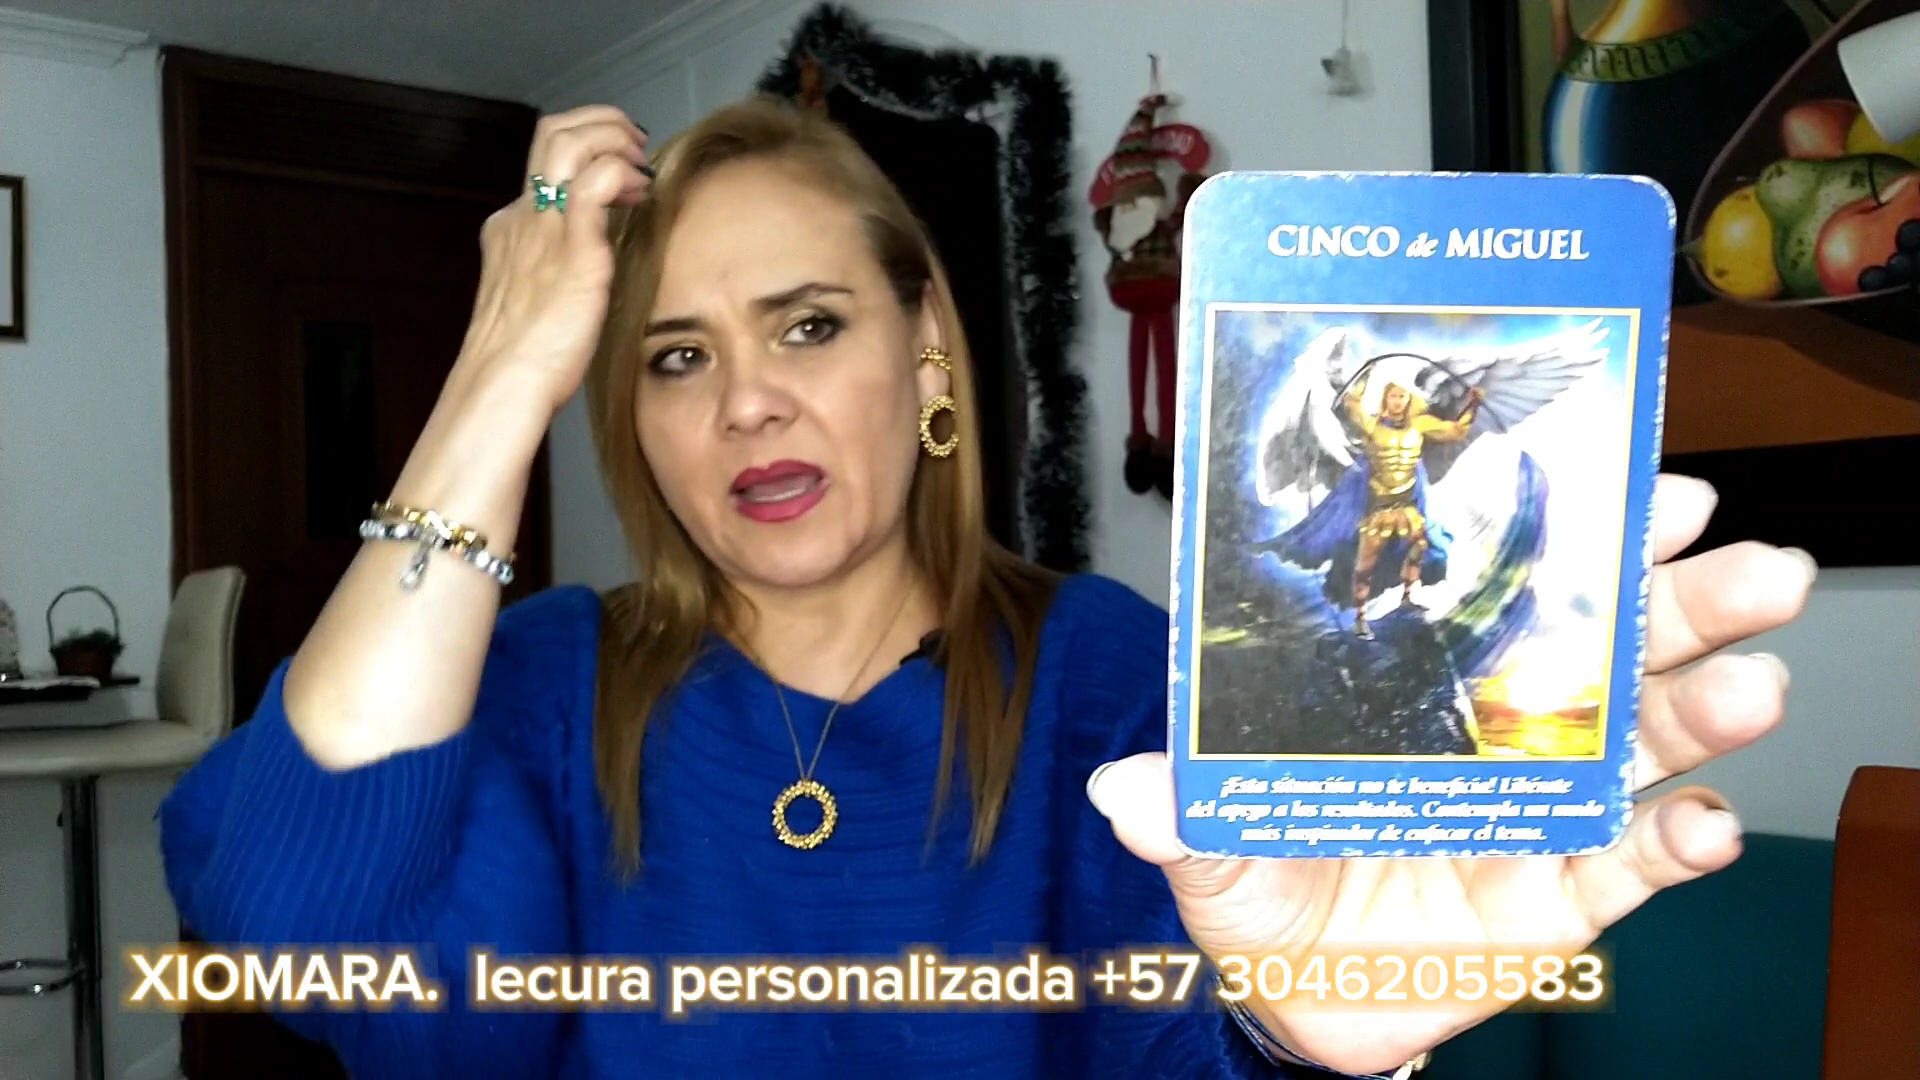 CINCO de MIGUEL
¡Esta situación no te beneficia! Libérate
del apego a los resultados. Contempla un modo
más inspirador de enfocar el tema.
XIOMARA. lecura personalizada +57 3046205583